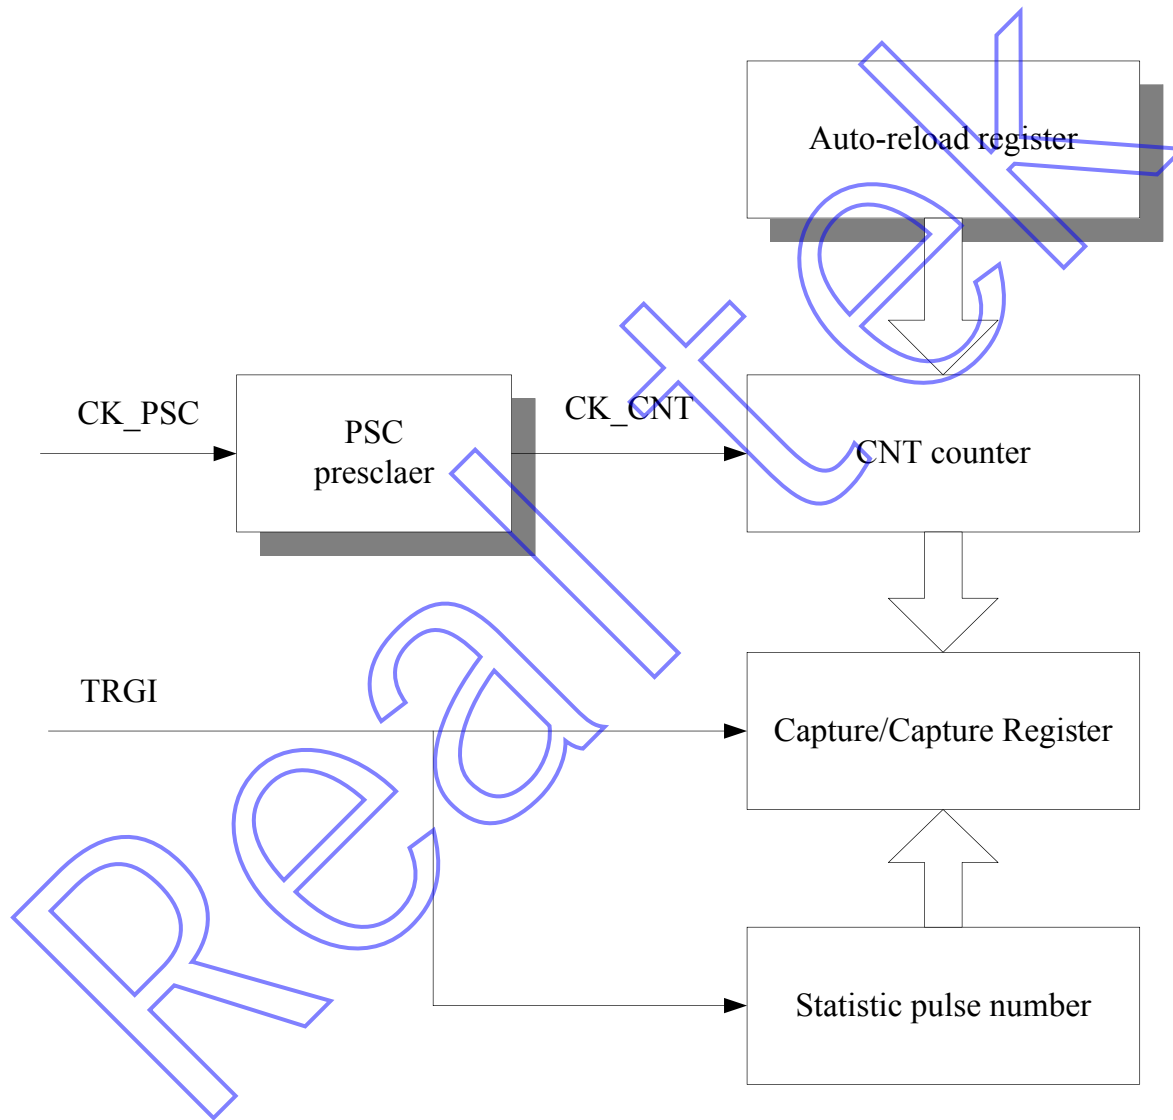 Auto-reload register
CK_PSC
PSC
presclaer
CK_CNT
CNT counter
TRGI
Capture/Capture Register
Statistic pulse number
Realtek